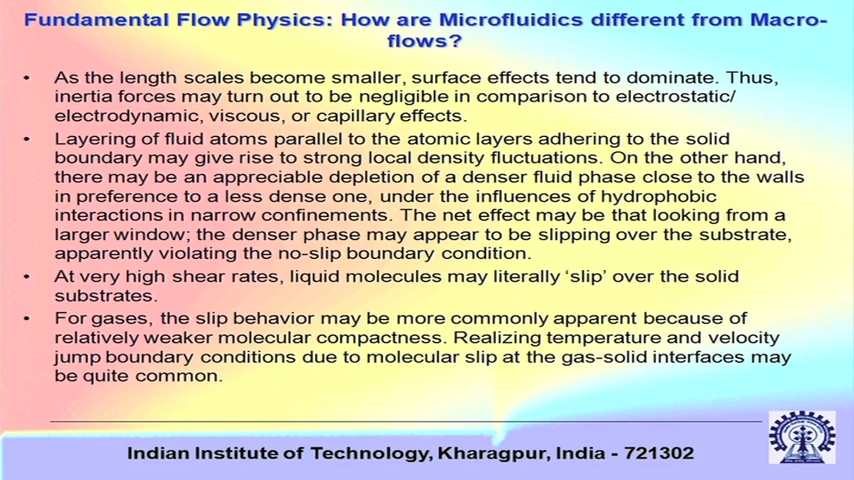 Fundamental Flow Physics: How are Microfluidics different from Macro-
flows?
• As the length scales become smaller, surface effects tend to dominate. Thus,
inertia forces may turn out to be negligible in comparison to electrostatic/
electrodynamic, viscous, or capillary effects.
• Layering of fluid atoms parallel to the atomic layers adhering to the solid
boundary may give rise to strong local density fluctuations. On the other hand,
there may be an appreciable depletion of a denser fluid phase close to the walls
in preference to a less dense one, under the influences of hydrophobic
interactions in narrow confinements. The net effect may be that looking from a
larger window; the denser phase may appear to be slipping over the substrate,
apparently violating the no-slip boundary condition.
• At very high shear rates, liquid molecules may literally ‘slip’ over the solid
substrates.
• For gases, the slip behavior may be more commonly apparent because of
relatively weaker molecular compactness. Realizing temperature and velocity
jump boundary conditions due to molecular slip at the gas-solid interfaces may
be quite common.
Indian Institute of Technology, Kharagpur, India - 721302